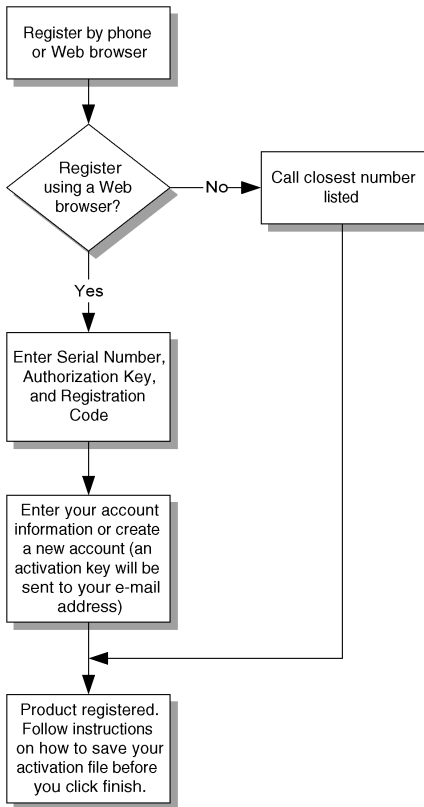 Register by phone
or Web browser
Register
using a Web
browser?
No
Call closest number
listed
Yes
Enter Serial Number,
Authorization Key,
and Registration
Code
Enter your account
information or create
a new account (an
activation key will be
sent to your e-mail
address)
Product registered.
Follow instructions
on how to save your
activation file before
you click finish.